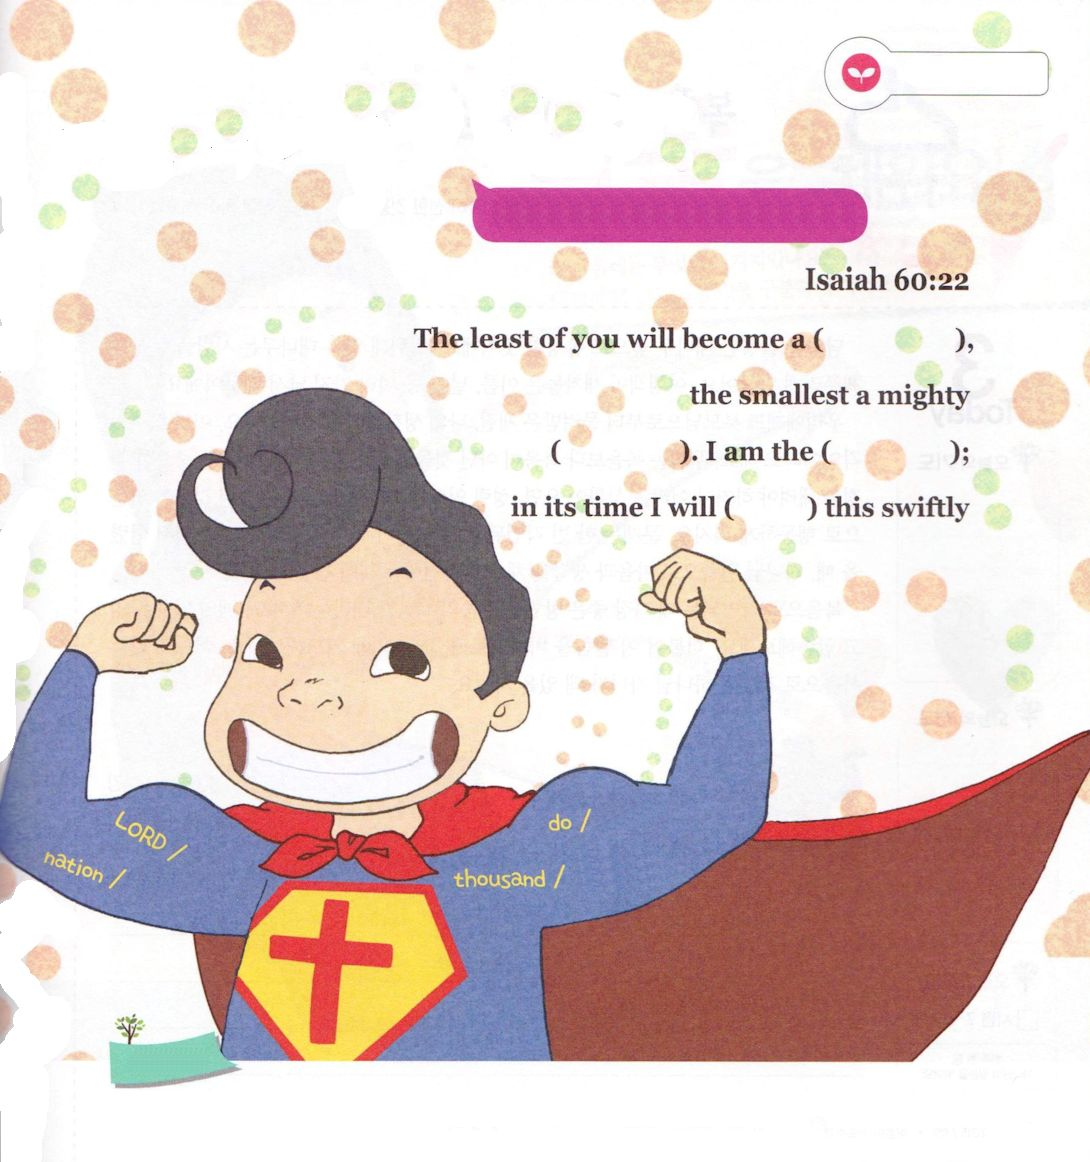 Isaiah 60:22
The least of you will become a ( ),
the smallest a mighty
( ). I am the ( );
in its time I will ( ) this swiftly
LORD /
nation /
do /
thousand /